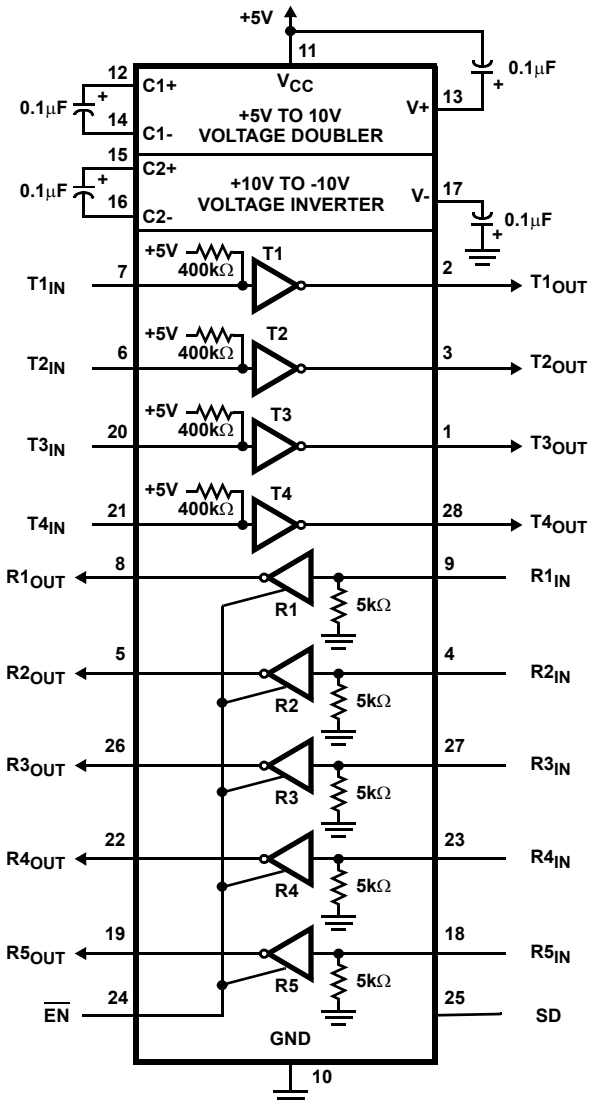 +5V
11
VCC
12
C1+
0.1μF
+
14
C1-
+5V TO 10V
VOLTAGE DOUBLER
V+
13
+
0.1μF
15
C2+
0.1μF
+
16
C2-
+10V TO -10V
VOLTAGE INVERTER
V-
17
+
0.1μF
T1IN
7
+5V
400kΩ
T1
2
T1OUT
T2IN
6
+5V
400kΩ
T2
3
T2OUT
T3IN
20
+5V
400kΩ
T3
1
T3OUT
T4IN
21
+5V
400kΩ
T4
28
T4OUT
R1OUT
8
R1
5kΩ
9
R1IN
R2OUT
5
R2
5kΩ
4
R2IN
R3OUT
26
R3
5kΩ
27
R3IN
R4OUT
22
R4
5kΩ
23
R4IN
R5OUT
19
R5
5kΩ
18
R5IN
E̅N̅
24
25
SD
GND
10